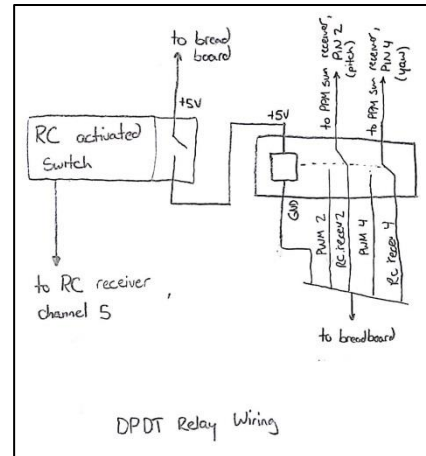 to bread
board
+5V
RC activated
Switch
to RC receiver
channel 5
to PPM sum receiver,
PIN 2
(pitch)
to PPM sum receiver,
PIN 4
(yaw)
+5V
GND
PWM 2
RC recev 2
PWM 4
RC recev 4
to breadboard
DPDT Relay Wiring